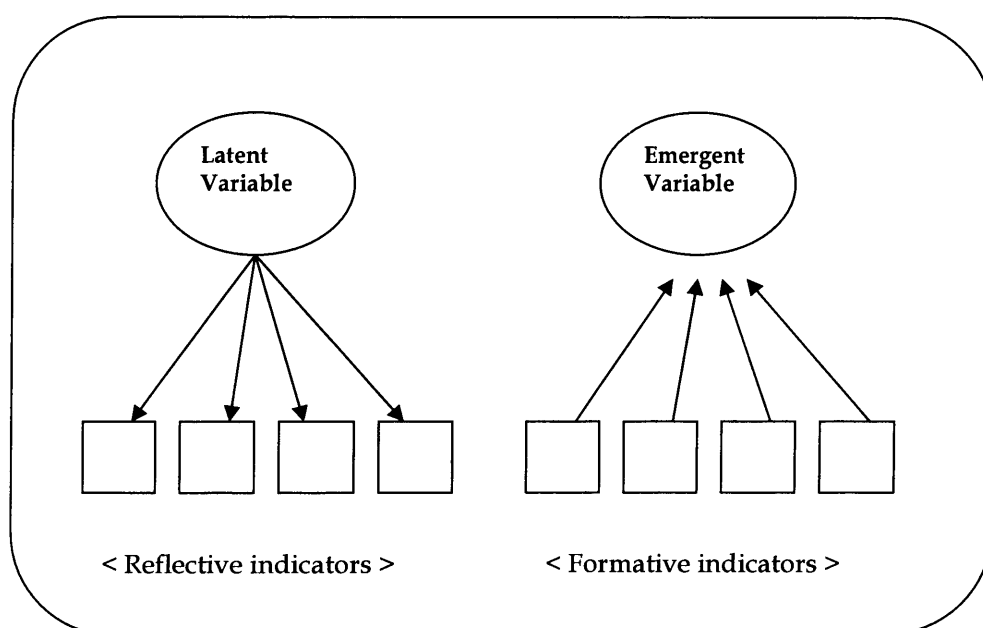 Latent
Variable
Emergent
Variable
< Reflective indicators >
< Formative indicators >